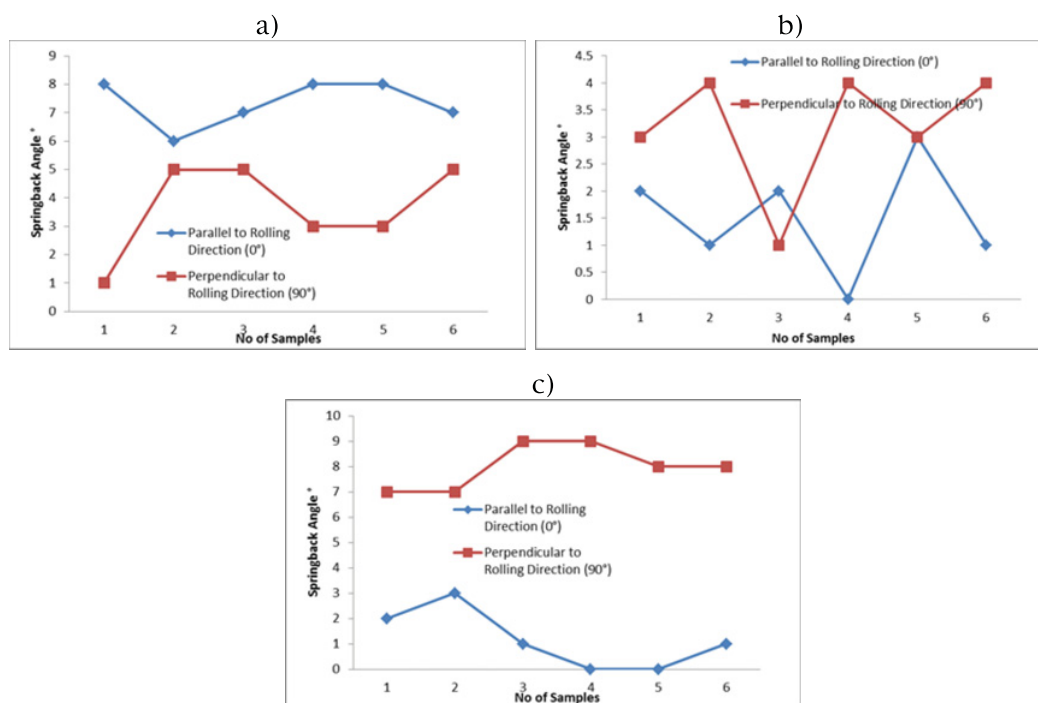 a)
9
8
7
6
5
4
3
2
1
0
Springback Angle °
Parallel to Rolling
Direction (0°)
Perpendicular to
Rolling Direction (90°)
1 2 3 4 5 6
No of Samples
b)
4.5
4
3.5
3
2.5
2
1.5
1
0.5
0
Springback Angle °
Parallel to Rolling Direction (0°)
Perpendicular to Rolling Direction (90°)
1 2 3 4 5 6
No of Samples
c)
10
9
8
7
6
5
4
3
2
1
0
Springback Angle °
Parallel to Rolling
Direction (0°)
Perpendicular to
Rolling Direction (90°)
1 2 3 4 5 6
No of Samples